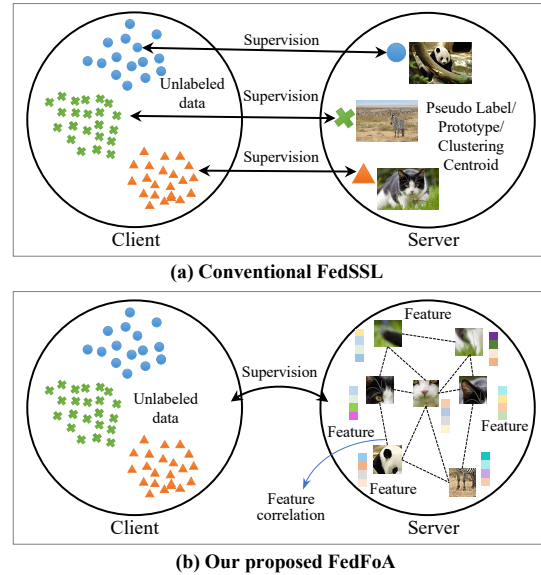 Supervision
Unlabeled
data
Supervision
Pseudo Label/
Prototype/
Clustering
Centroid
Supervision
Client
Server
(a) Conventional FedSSL
Feature
Supervision
Unlabeled
data
Feature
Feature
Feature
Feature
correlation
Client
Server
(b) Our proposed FedFoA